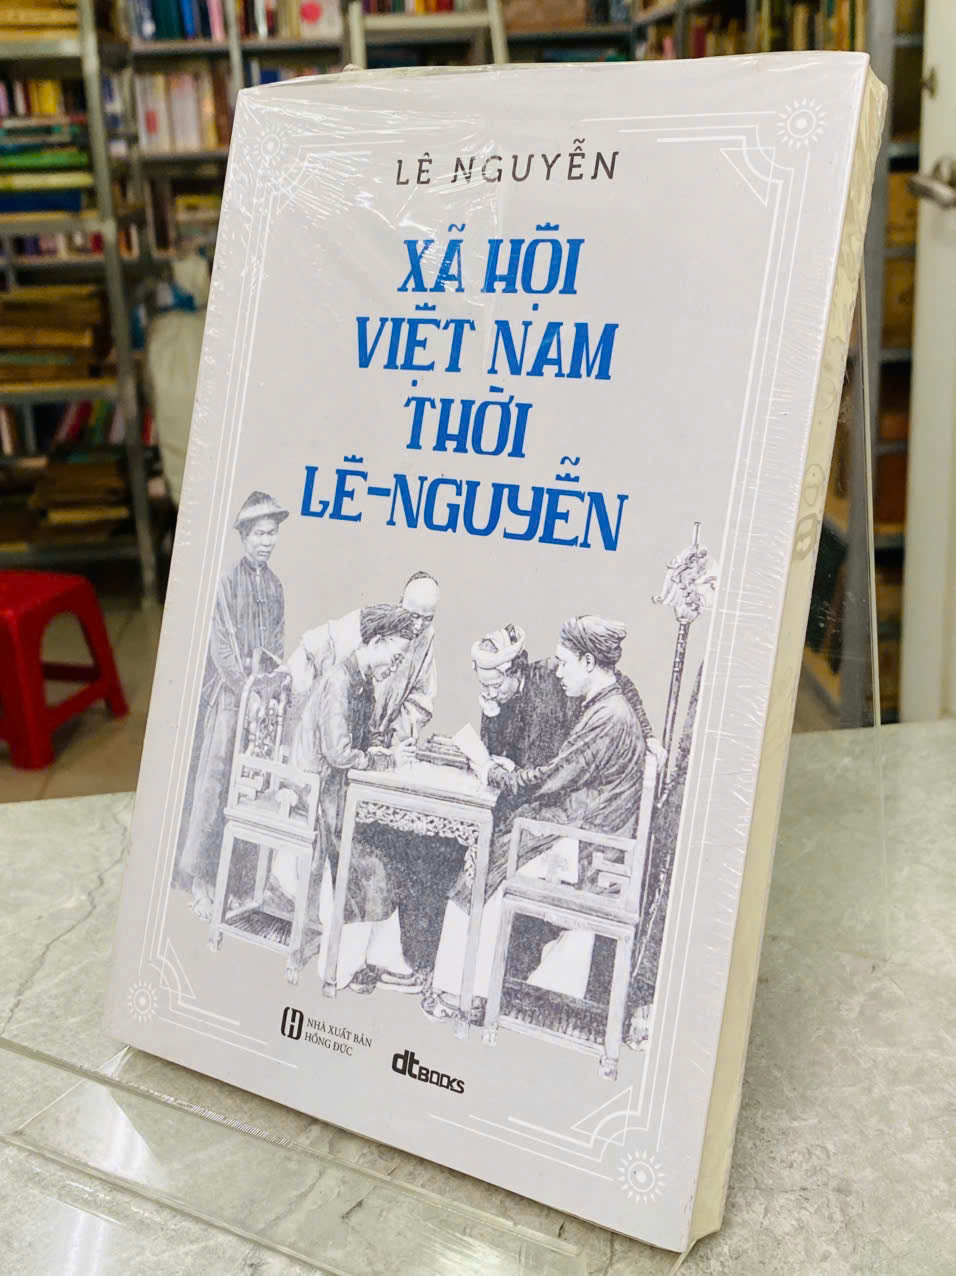 LÊ NGUYỄN
XÃ HỘI
VIỆT NAM
THỜI
LÊ-NGUYỄN
NHÀ XUẤT BẢN
HỒNG ĐỨC
dtBOOKS